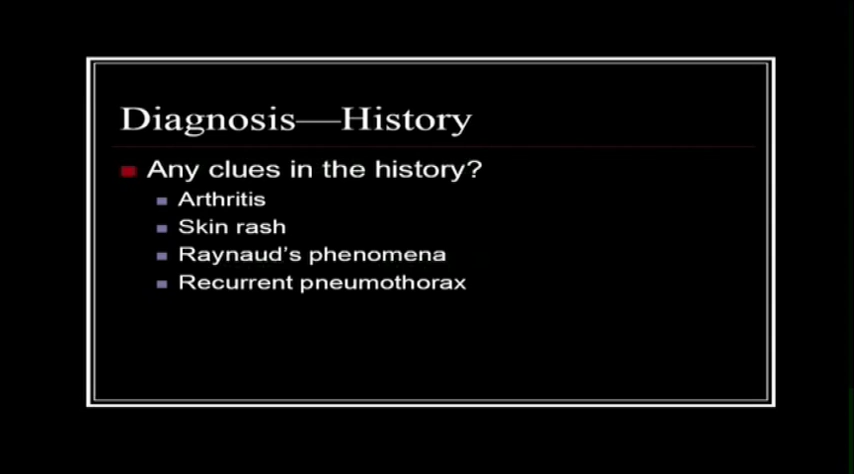 Diagnosis—History
Any clues in the history?
Arthritis
Skin rash
Raynaud's phenomena
Recurrent pneumothorax